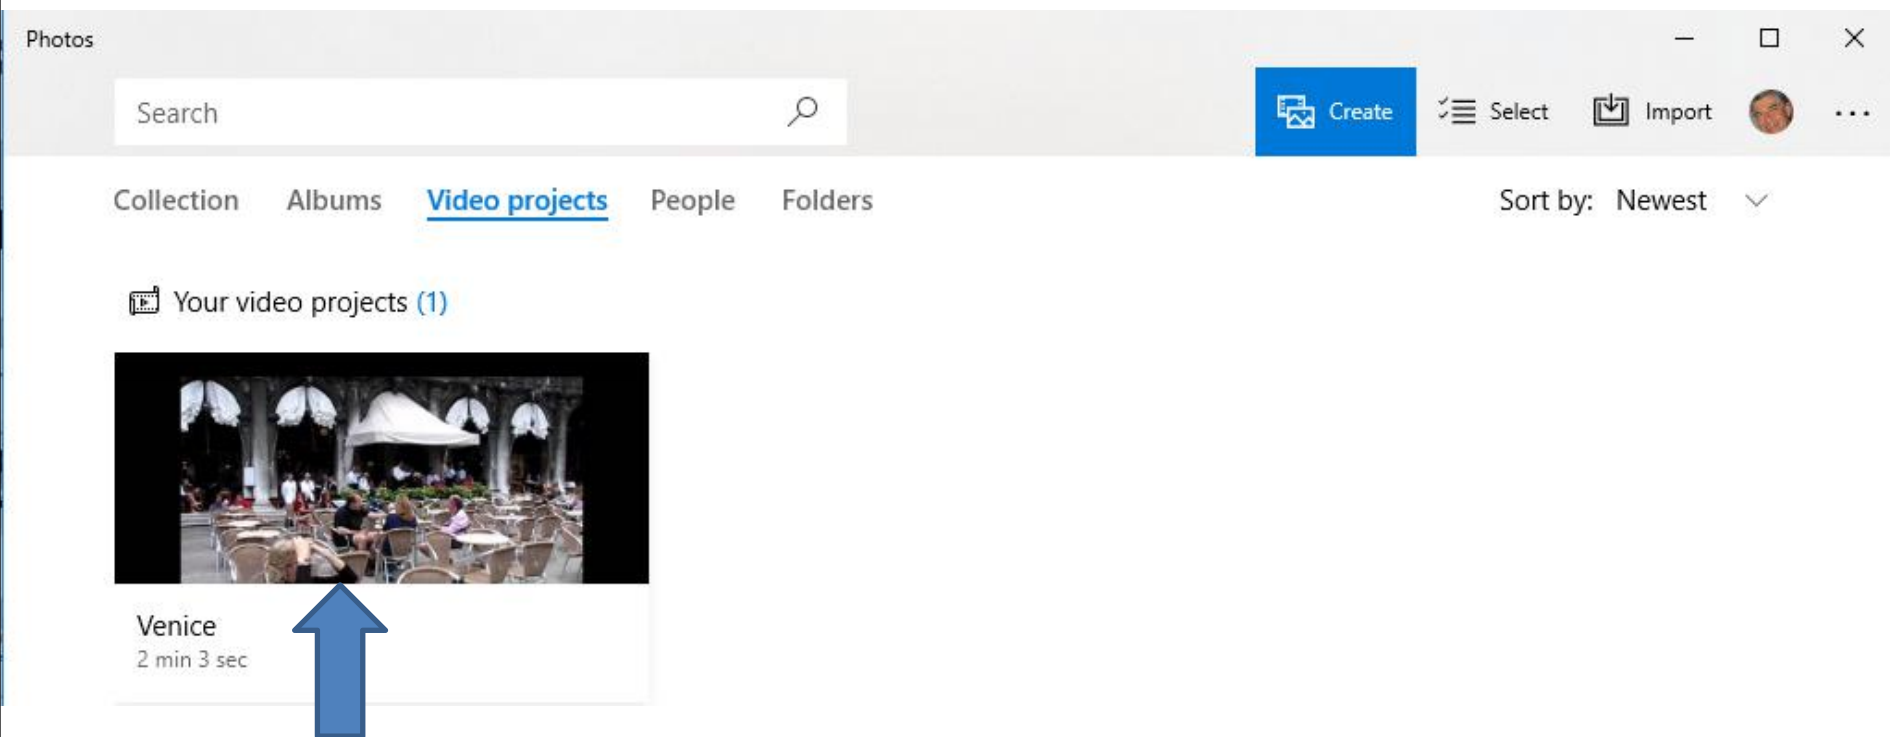 Photos
Search
Create Select Import
Collection Albums Video projects People Folders Sort by: Newest
Your video projects (1)
Venice
2 min 3 sec